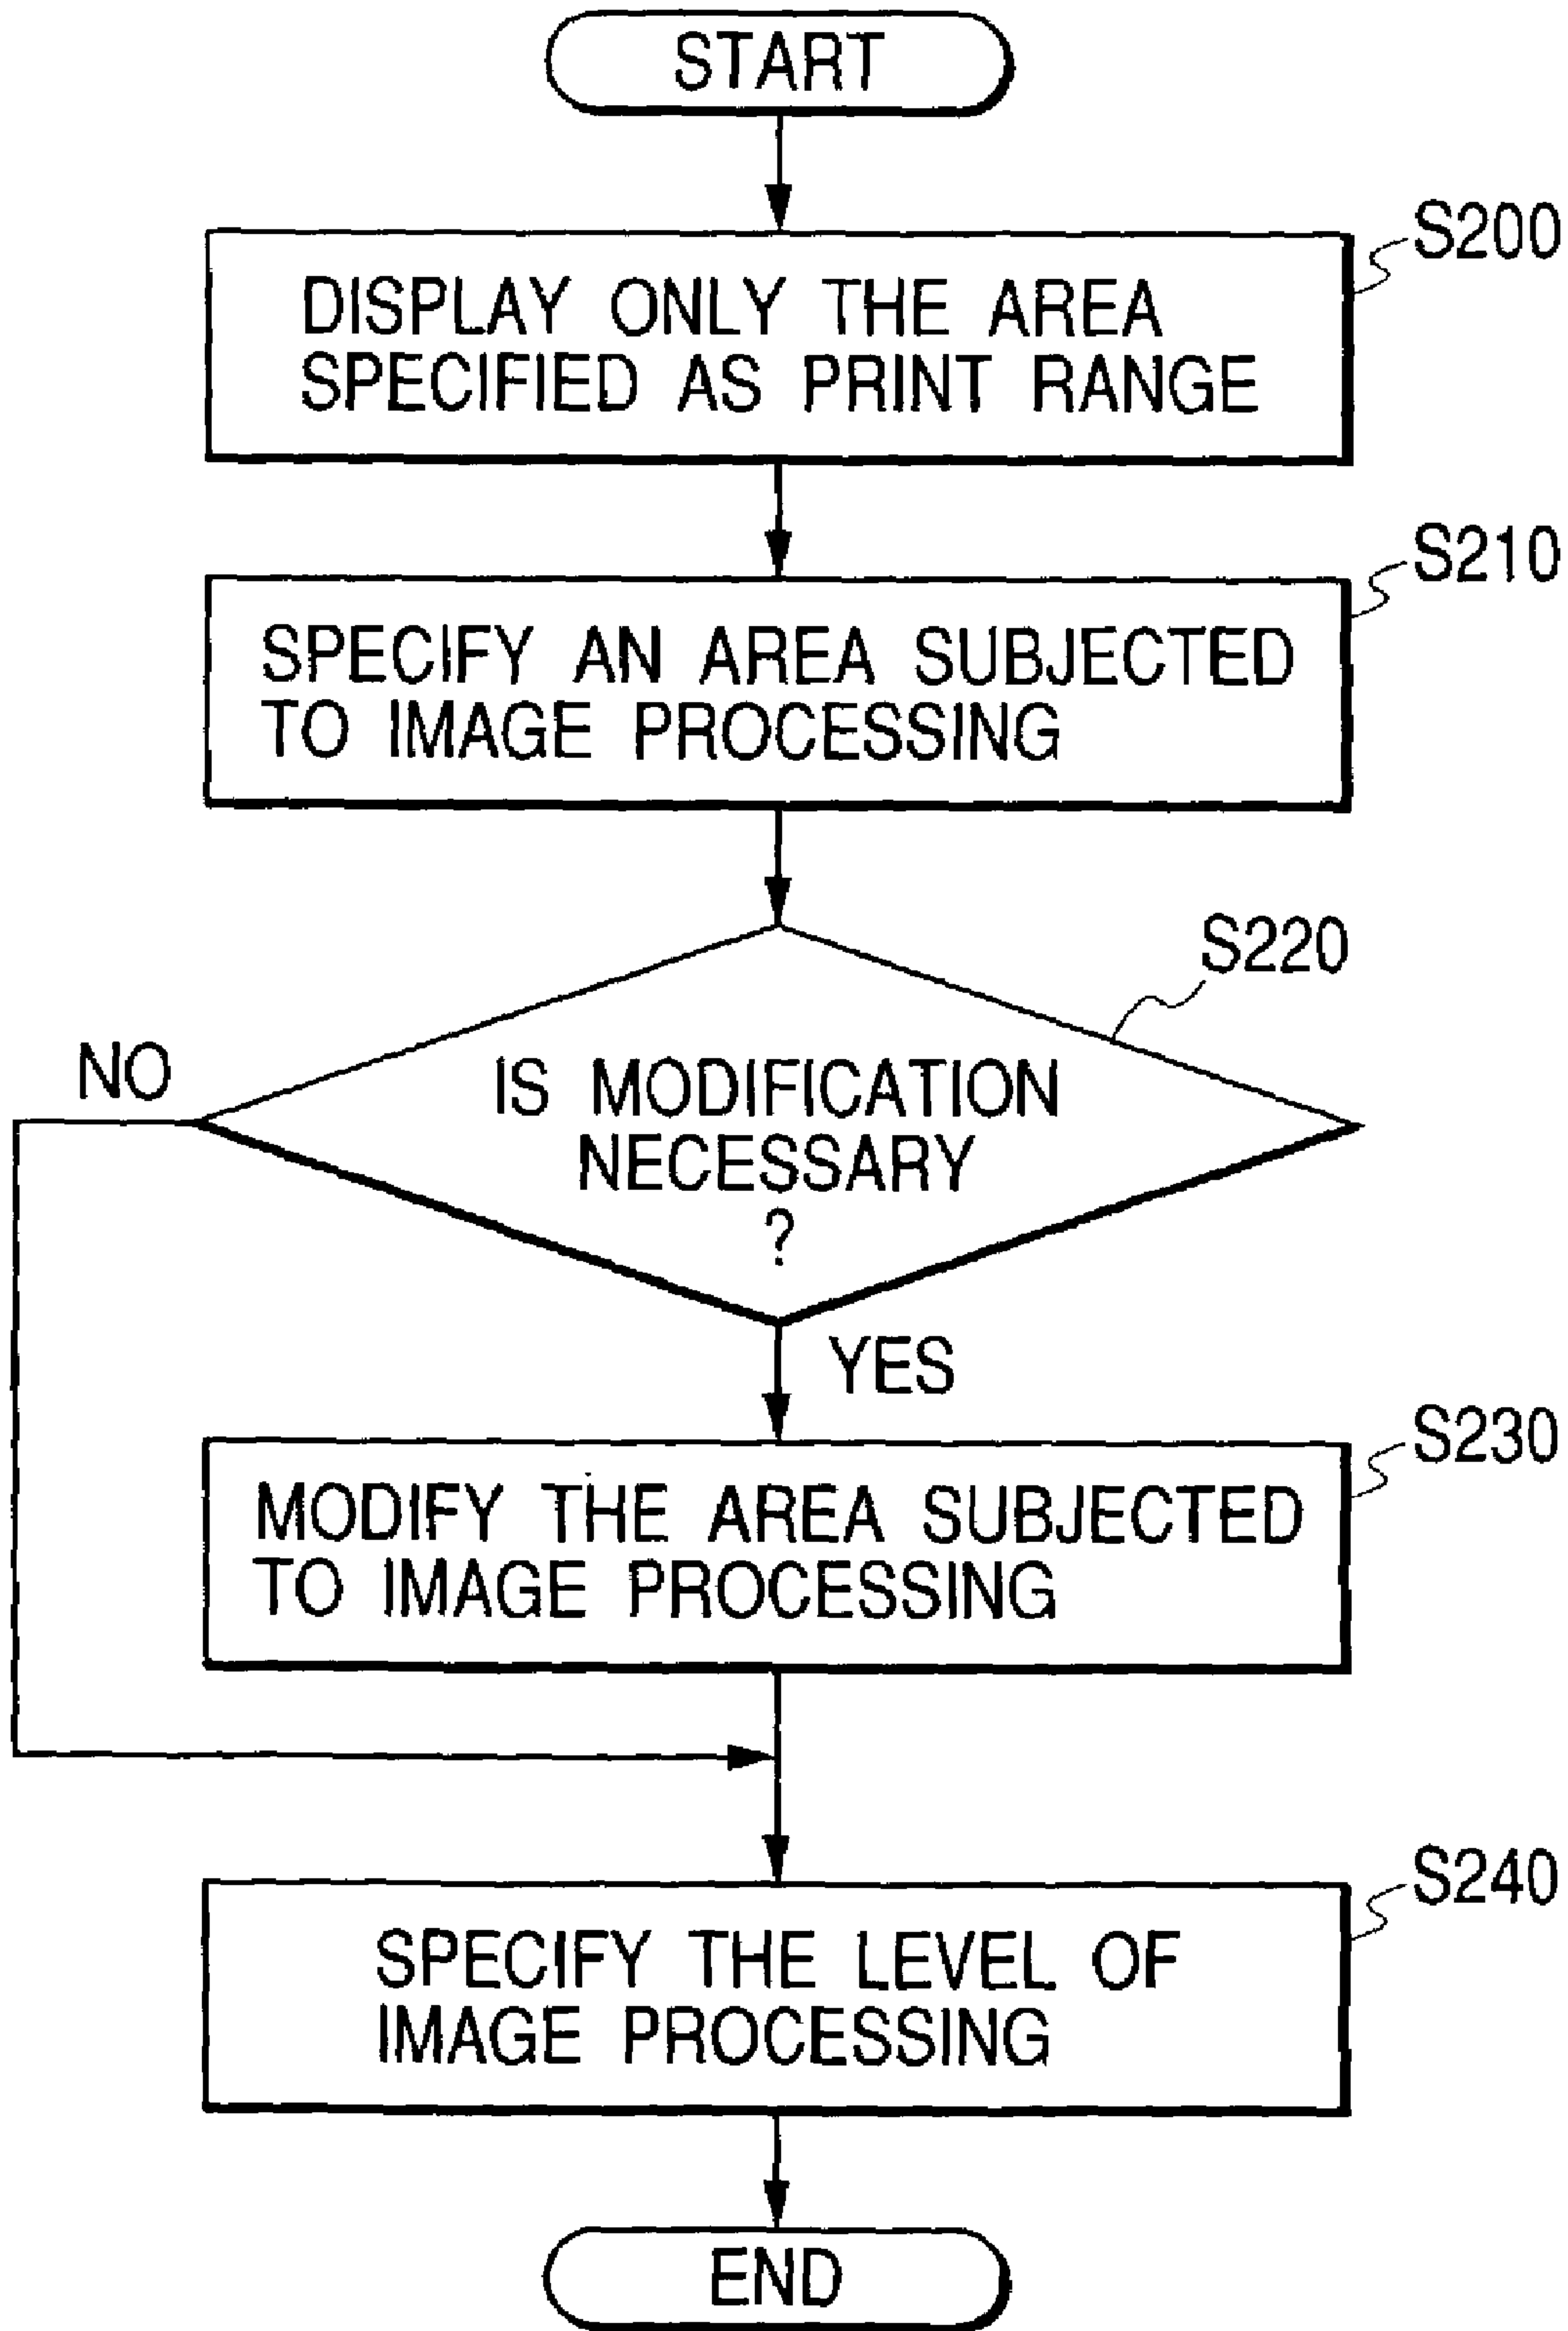 START
S200
DISPLAY ONLY THE AREA
SPECIFIED AS PRINT RANGE
S210
SPECIFY AN AREA SUBJECTED
TO IMAGE PROCESSING
S220
NO
IS MODIFICATION
NECESSARY
?
YES
S230
MODIFY THE AREA SUBJECTED
TO IMAGE PROCESSING
S240
SPECIFY THE LEVEL OF
IMAGE PROCESSING
END